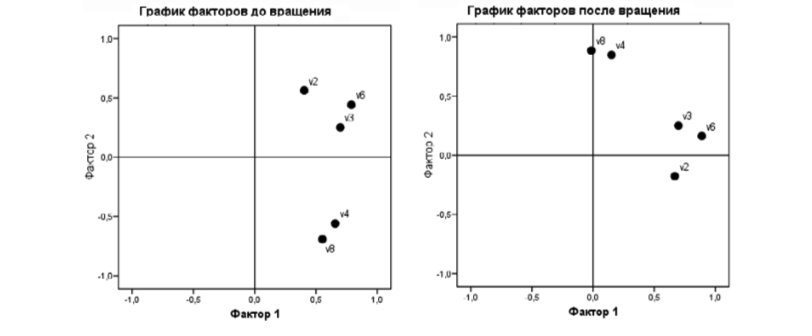 График факторов до вращения
1,0
0,5
0,0
-0,5
-1,0
Фактор 2
v2
v6
v3
v4
v8
-1,0 -0,5 0,0 0,5 1,0
Фактор 1
График факторов после вращения
1,0
0,5
0,0
-0,5
-1,0
Фактор 2
v8
v4
v3
v6
v2
-1,0 -0,5 0,0 0,5 1,0
Фактор 1